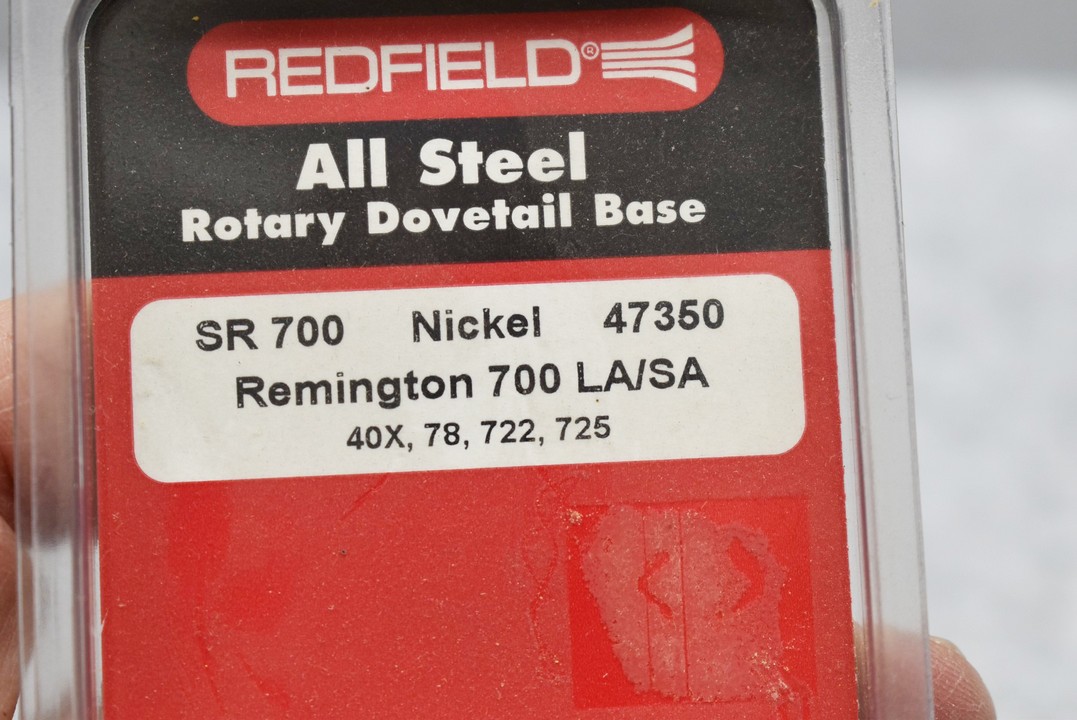 REDFIELD®
All Steel
Rotary Dovetail Base
SR 700 Nickel 47350
Remington 700 LA/SA
40X, 78, 722, 725